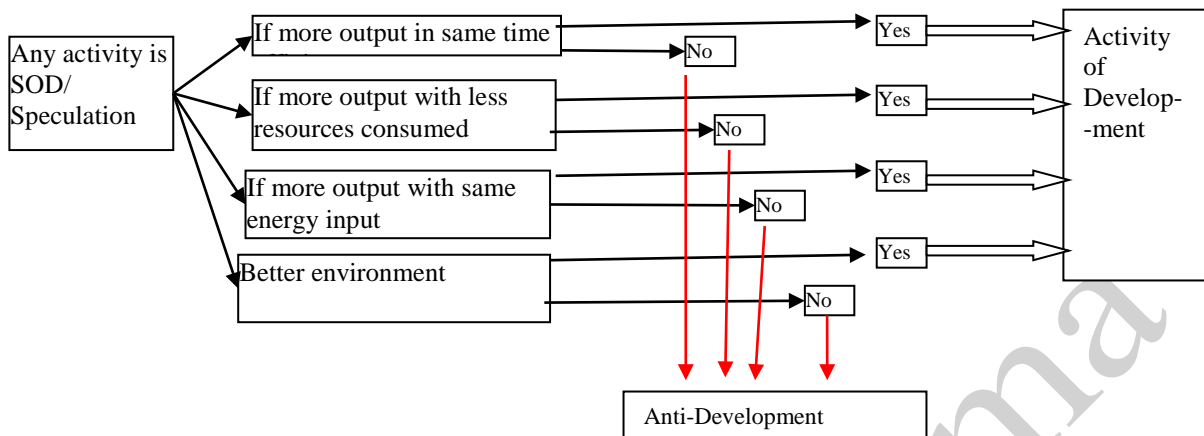 Any activity is
SOD/
Speculation
If more output in same time
Yes
No
If more output with less
resources consumed
Yes
No
If more output with same
energy input
Yes
No
Better environment
Yes
No
Activity
of
Develop-
-ment
Anti-Development
ma